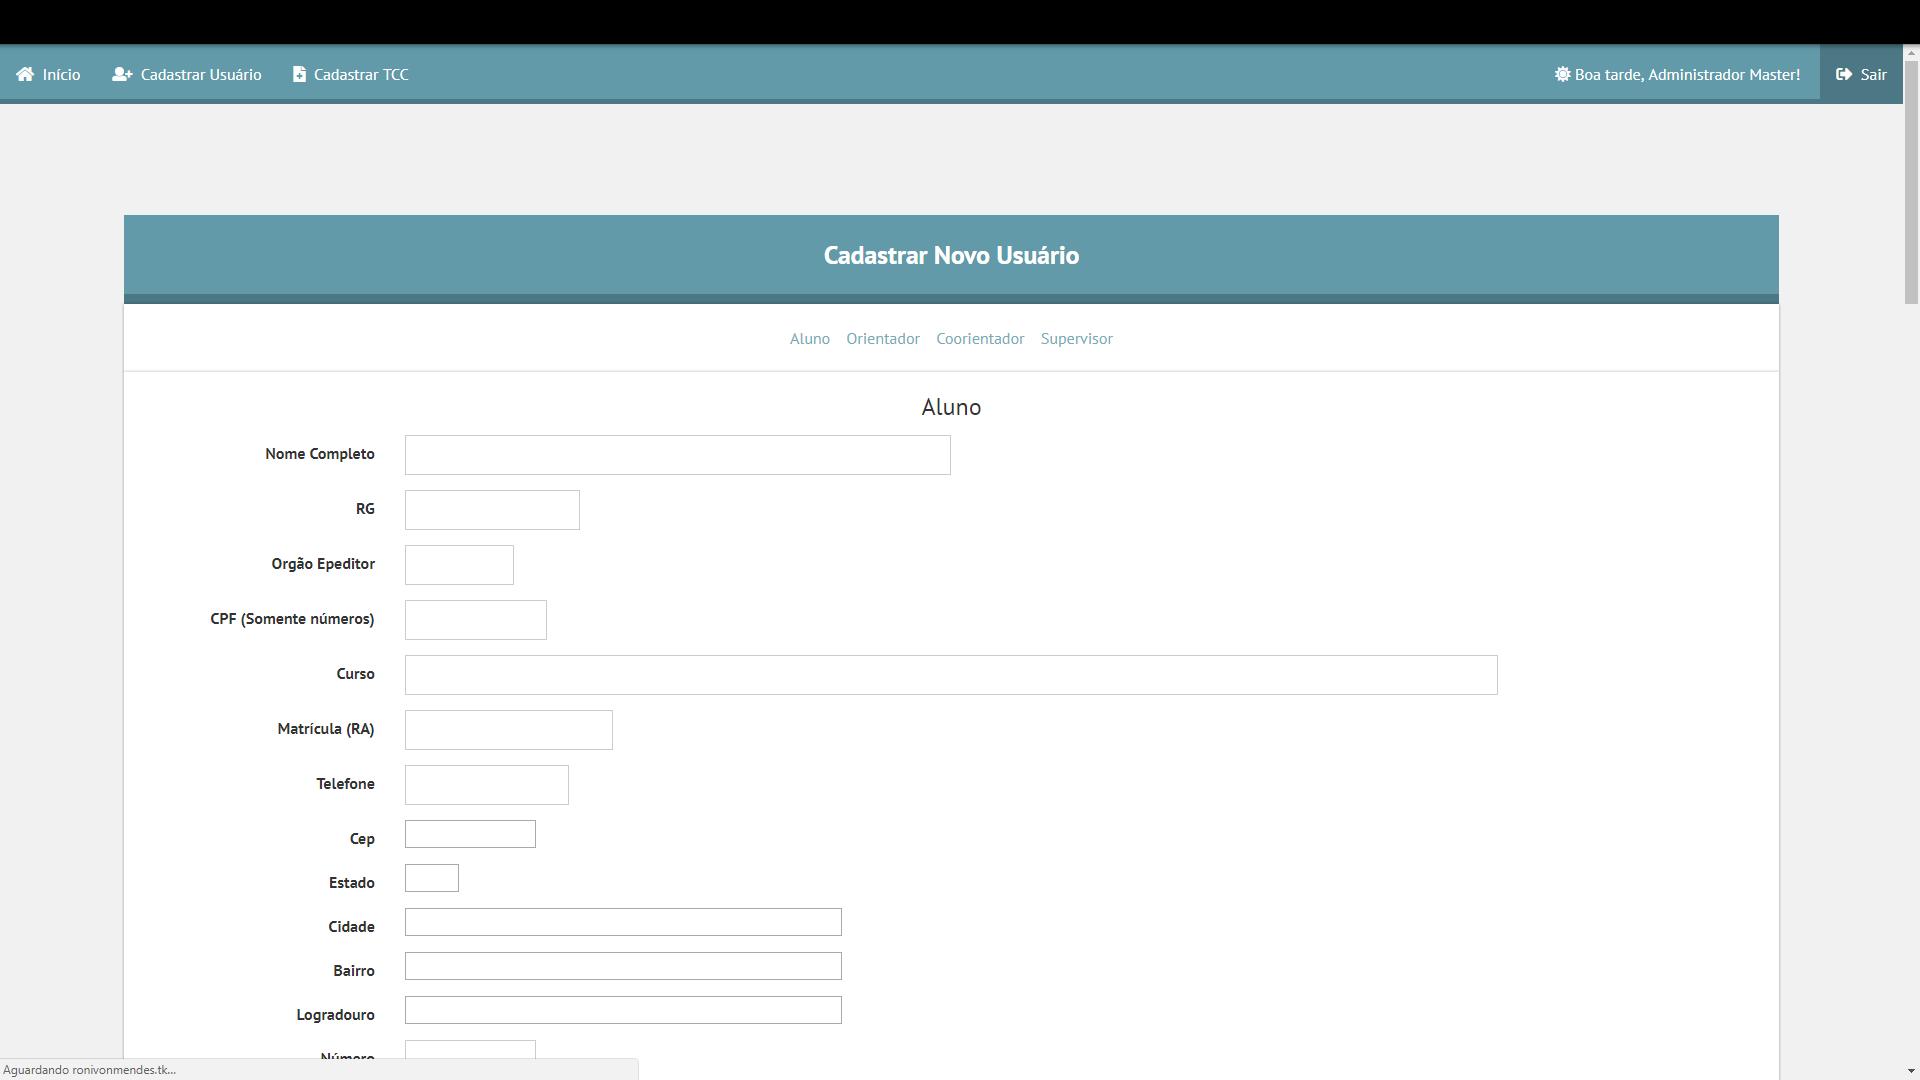 Início Cadastrar Usuário Cadastrar TCC Boa tarde, Administrador Master! Sair
Cadastrar Novo Usuário
Aluno Orientador Coorientador Supervisor
Aluno
Nome Completo
RG
Orgão Epeditor
CPF (Somente números)
Curso
Matrícula (RA)
Telefone
Cep
Estado
Cidade
Bairro
Logradouro
Número
Aguardando ronivonmendes.tk...